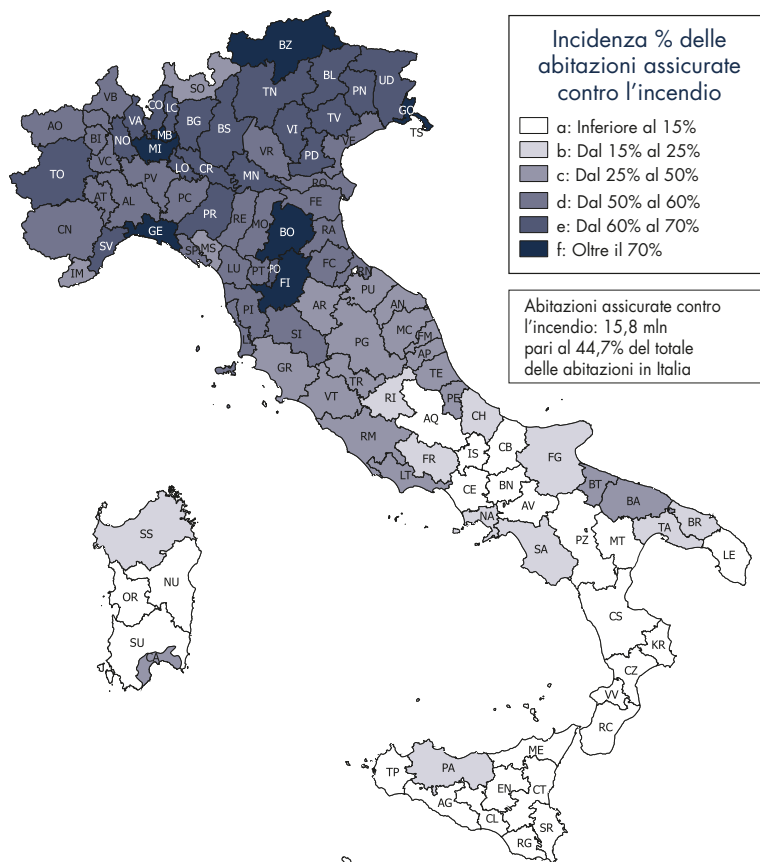 Incidenza % delle
abitazioni assicurate
contro l'incendio
a: Inferiore al 15%
b: Dal 15% al 25%
c: Dal 25% al 50%
d: Dal 50% al 60%
e: Dal 60% al 70%
f: Oltre il 70%
Abitazioni assicurate contro
l'incendio: 15,8 mln
pari al 44,7% del totale
delle abitazioni in Italia
BZ
SO
BL
UD
VB
TN
PN
CO
LC
AO
VA
BG
GO
BI
MB
BS
VI
TV
TS
NO
MI
VE
VC
VR
LO
CR
PD
TO
PV
MN
AT
AL
PC
RO
CN
PR
RE
MO
FE
GE
BO
RA
SV
SP
MS
IM
LU
PT
PO
FC
RN
FI
PU
PI
AR
AN
LI
SI
MC
FM
PG
AP
GR
TE
TR
VT
RI
PE
AQ
CH
RM
FR
IS
CB
FG
LT
CE
BN
BT
BA
NA
AV
TA
BR
SA
PZ
MT
LE
SS
NU
OR
SU
CA
CS
KR
CZ
VV
RC
ME
TP
PA
EN
CT
AG
CL
SR
RG